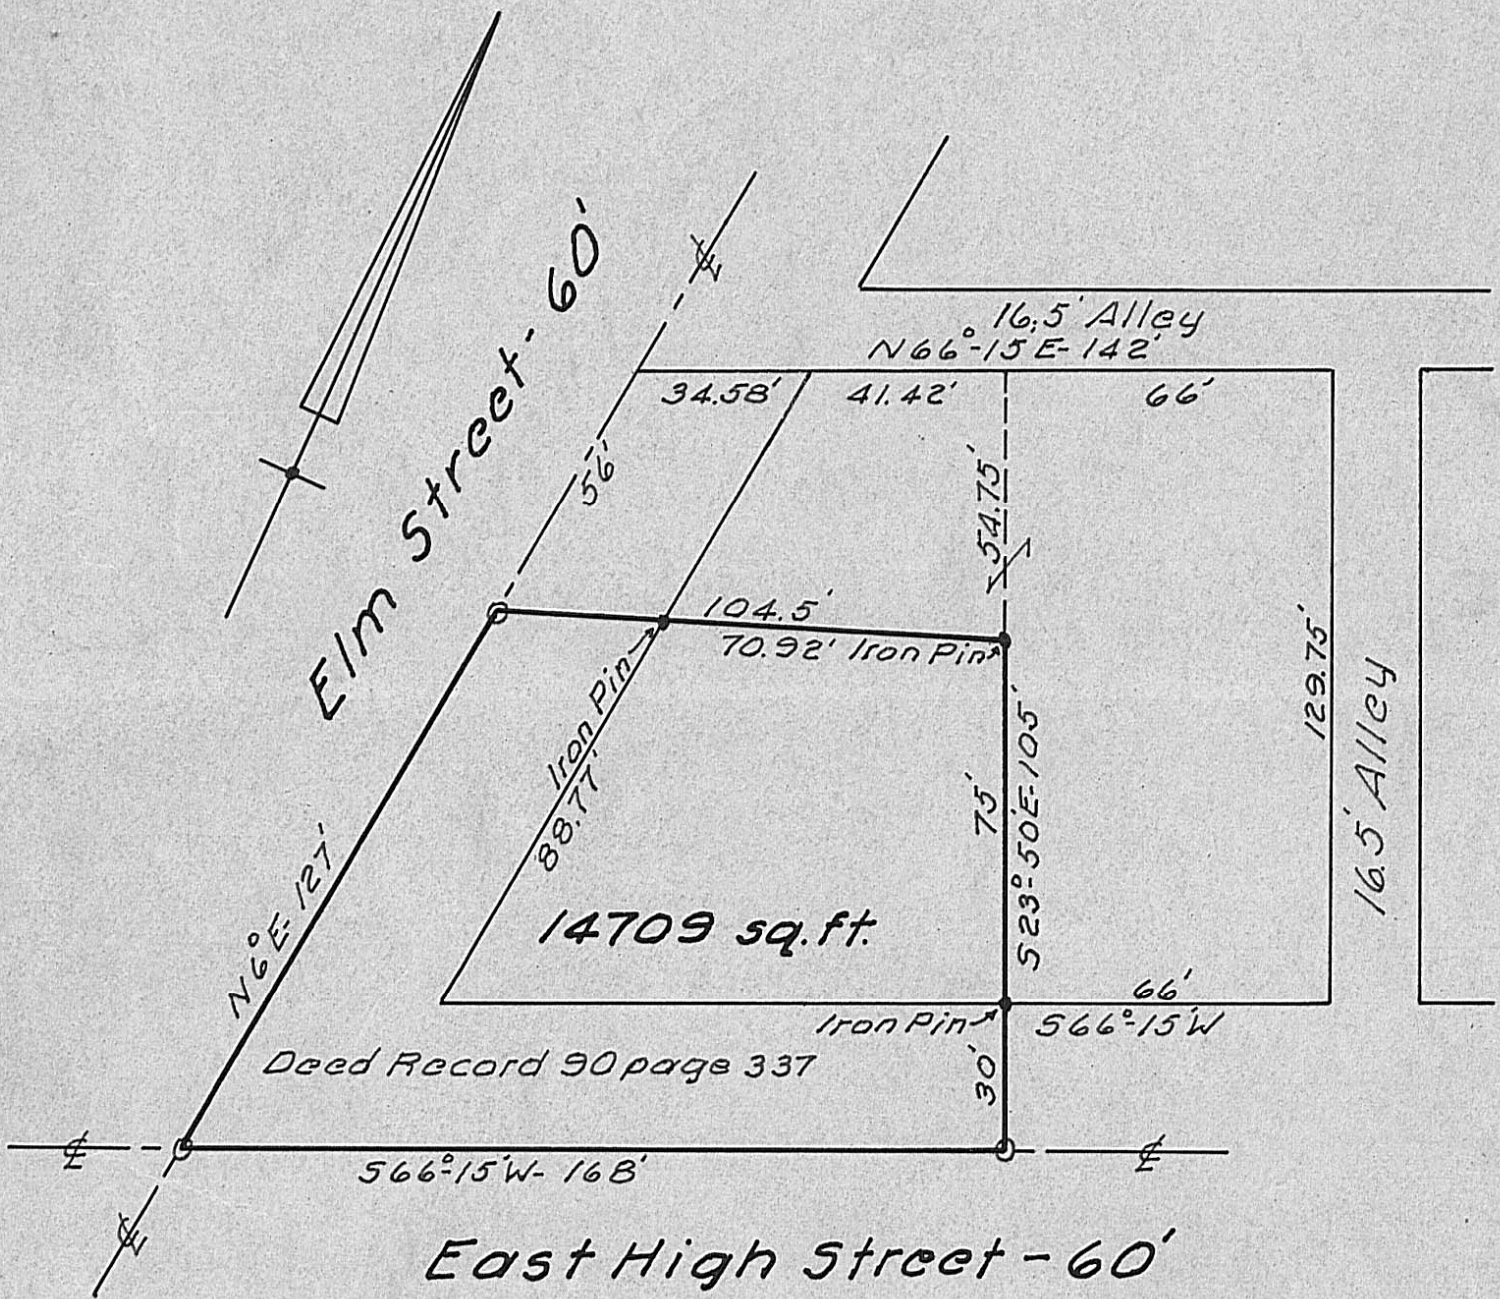 Elm Street - 60'
16.5' Alley
N66°-15'E- 142'
34.58'
41.42'
66'
56'
54.75'
104.5'
70.92' Iron Pin
Iron Pin
88.77'
129.75'
16.5' Alley
75'
S23°-50'E-105'
N6°E- 127'
14709 sq.ft.
66'
Iron Pin
S66°-15'W
30'
Deed Record 90 page 337
℄
℄
℄
℄
S66°-15'W- 168'
East High Street - 60'